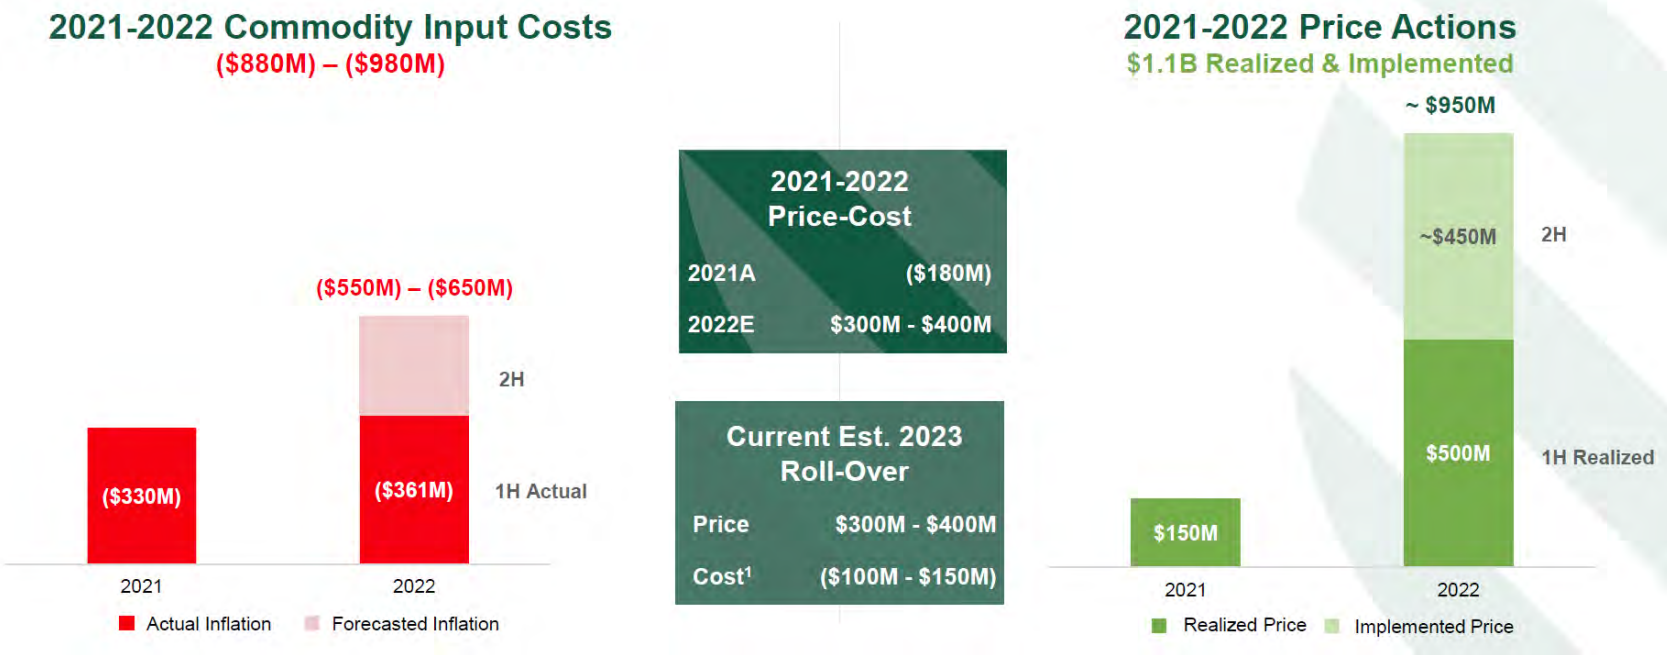 2021-2022 Commodity Input Costs
($880M) – ($980M)
($550M) – ($650M)
2H
($330M)
($361M)
1H Actual
2021
2022
Actual Inflation
Forecasted Inflation
2021-2022
Price-Cost
2021A ($180M)
2022E $300M - $400M
Current Est. 2023
Roll-Over
Price $300M - $400M
Cost¹ ($100M - $150M)
2021-2022 Price Actions
$1.1B Realized & Implemented
~ $950M
~$450M
2H
$500M
1H Realized
$150M
2021
2022
Realized Price
Implemented Price